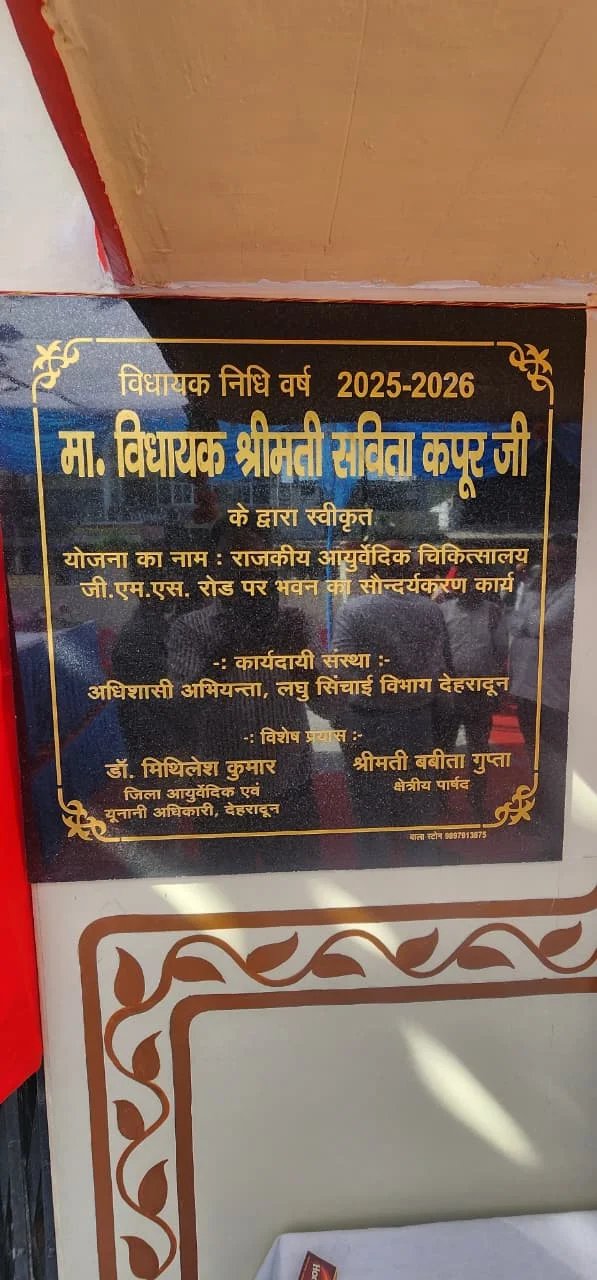 विधायक निधि वर्ष 2025-2026
मा. विधायक श्रीमती सविता कपूर जी
के द्वारा स्वीकृत
योजना का नाम : राजकीय आयुर्वेदिक चिकित्सालय
जी.एम.एस. रोड पर भवन का सौन्दर्यकरण कार्य
-: कार्यदायी संस्था :-
अधिशासी अभियन्ता, लघु सिंचाई विभाग देहरादून
-: विशेष प्रयास :-
डॉ. मिथिलेश कुमार
जिला आयुर्वेदिक एवं
यूनानी अधिकारी, देहरादून
श्रीमती बबीता गुप्ता
क्षेत्रीय पार्षद
बाला स्टोन 9897913875